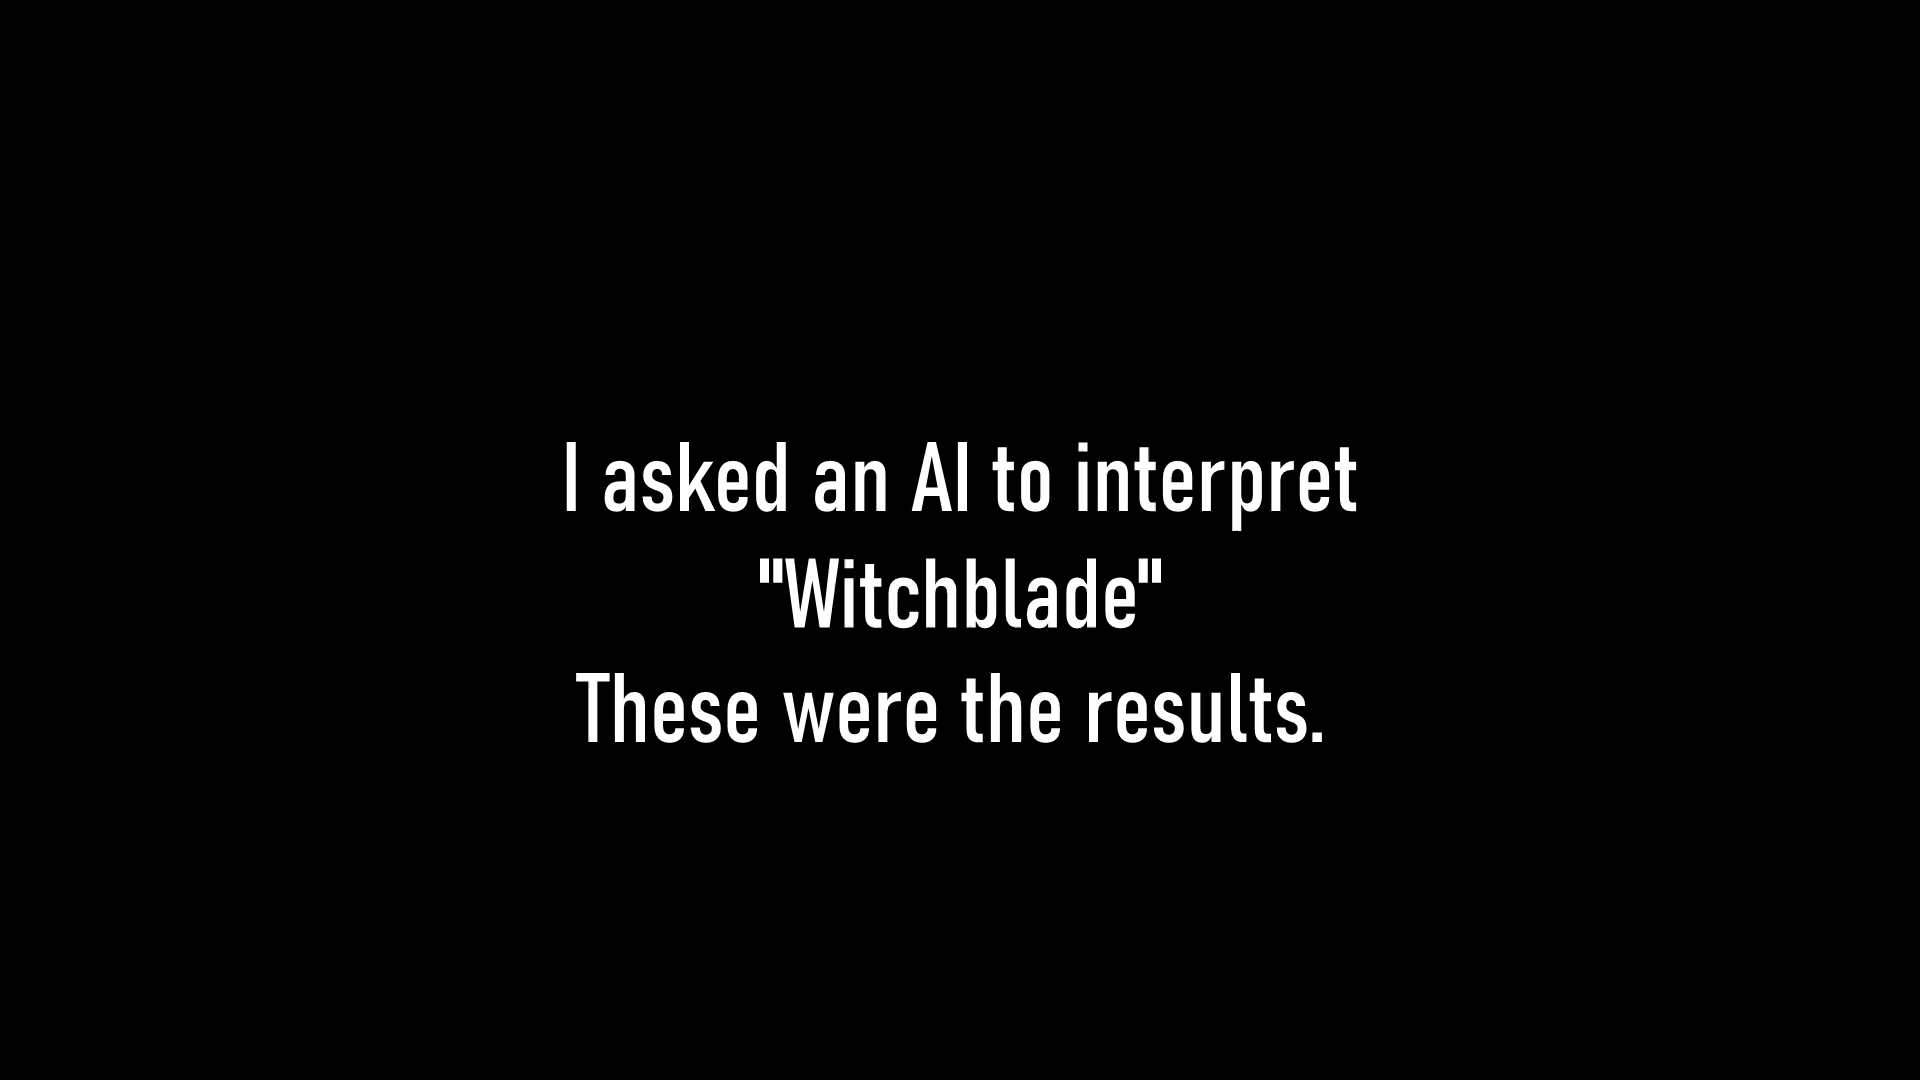 I asked an AI to interpret
"Witchblade"
These were the results.